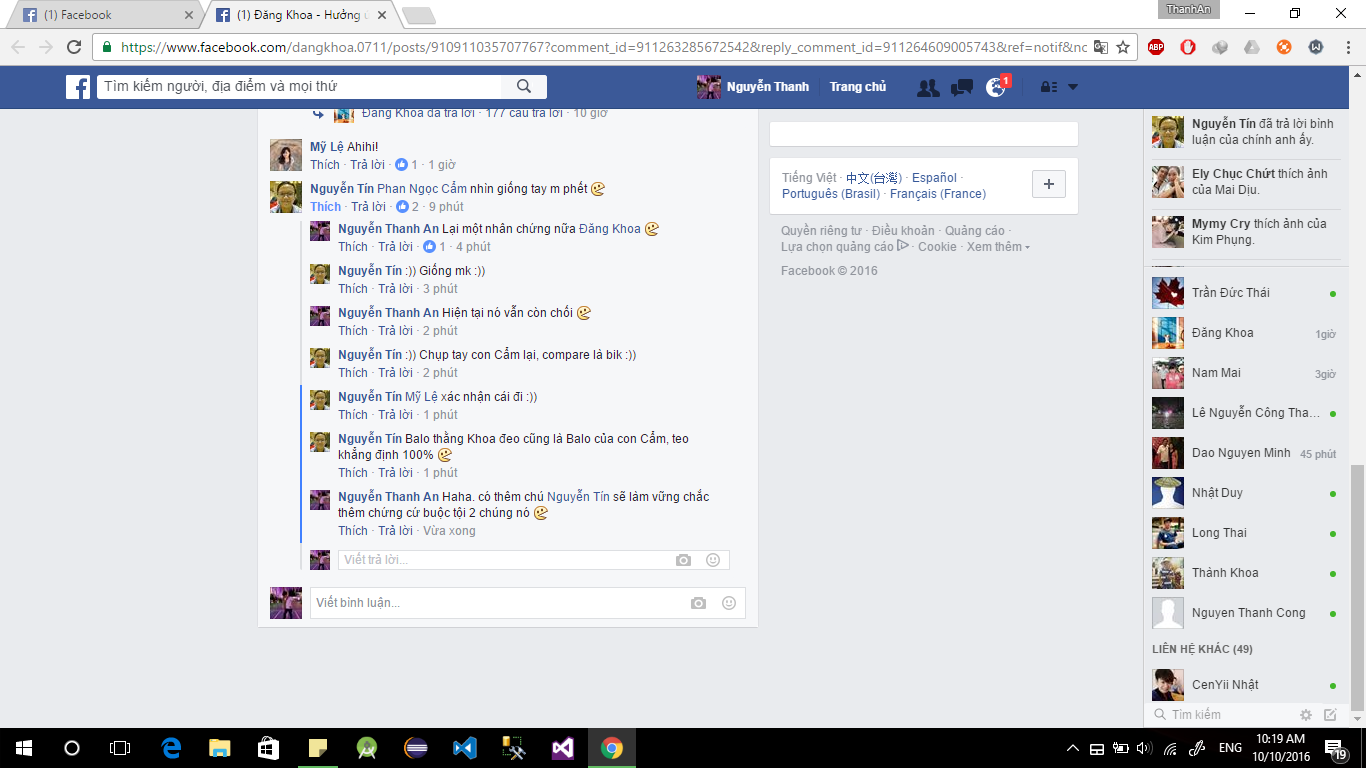 (1) Facebook
(1) Đăng Khoa - Hưởng ư
ThanhAn
https://www.facebook.com/dangkhoa.0711/posts/910911035707767?comment_id=911263285672542&reply_comment_id=911264609005743&ref=notif&nc
ABP
Tìm kiếm người, địa điểm và mọi thứ
Nguyễn Thanh
Trang chủ
1
Đăng Khoa đã trả lời · 177 câu trả lời · 10 giờ
Mỹ Lệ Ahihi!
Thích · Trả lời · 1 · 1 giờ
Nguyễn Tín Phan Ngọc Cẩm nhìn giống tay m phết
Thích · Trả lời · 2 · 9 phút
Nguyễn Thanh An Lại một nhân chứng nữa Đăng Khoa
Thích · Trả lời · 1 · 4 phút
Nguyễn Tín :)) Giống mk :))
Thích · Trả lời · 3 phút
Nguyễn Thanh An Hiện tại nó vẫn còn chối
Thích · Trả lời · 2 phút
Nguyễn Tín :)) Chụp tay con Cẩm lại, compare là bik :))
Thích · Trả lời · 2 phút
Nguyễn Tín Mỹ Lệ xác nhận cái đi :))
Thích · Trả lời · 1 phút
Nguyễn Tín Balo thằng Khoa đeo cũng là Balo của con Cẩm, teo
khẳng định 100%
Thích · Trả lời · 1 phút
Nguyễn Thanh An Haha. có thêm chú Nguyễn Tín sẽ làm vững chắc
thêm chứng cứ buộc tội 2 chúng nó
Thích · Trả lời · Vừa xong
Viết trả lời...
Viết bình luận...
Tiếng Việt · 中文(台灣) · Español ·
Português (Brasil) · Français (France)
Quyền riêng tư · Điều khoản · Quảng cáo ·
Lựa chọn quảng cáo · Cookie · Xem thêm
Facebook © 2016
Nguyễn Tín đã trả lời bình
luận của chính anh ấy.
Ely Chục Chứt thích ảnh
của Mai Dịu.
Mymy Cry thích ảnh của
Kim Phụng.
Trần Đức Thái
Đăng Khoa 1giờ
Nam Mai 3giờ
Lê Nguyễn Công Tha...
Dao Nguyen Minh 45 phút
Nhật Duy
Long Thai
Thành Khoa
Nguyen Thanh Cong
LIÊN HỆ KHÁC (49)
CenYii Nhật
Tìm kiếm
ENG
10:19 AM
10/10/2016
19